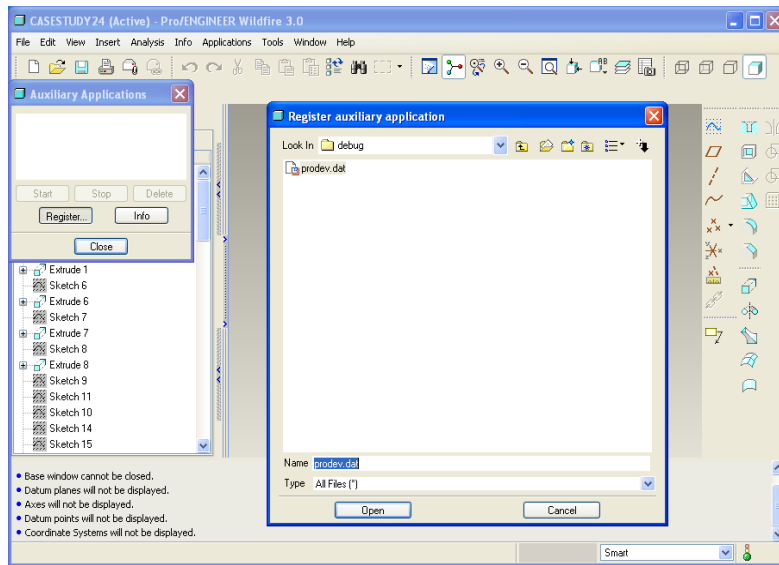 CASESTUDY24 (Active) - Pro/ENGINEER Wildfire 3.0
File Edit View Insert Analysis Info Applications Tools Window Help
Auxiliary Applications
Start Stop Delete
Register... Info
Close
Extrude 1
Sketch 6
Extrude 6
Sketch 7
Extrude 7
Sketch 8
Extrude 8
Sketch 9
Sketch 11
Sketch 10
Sketch 14
Sketch 15
Register auxiliary application
Look In debug
prodev.dat
Name prodev.dat
Type All Files (*)
Open Cancel
• Base window cannot be closed.
• Datum planes will not be displayed.
• Axes will not be displayed.
• Datum points will not be displayed.
• Coordinate Systems will not be displayed.
Smart